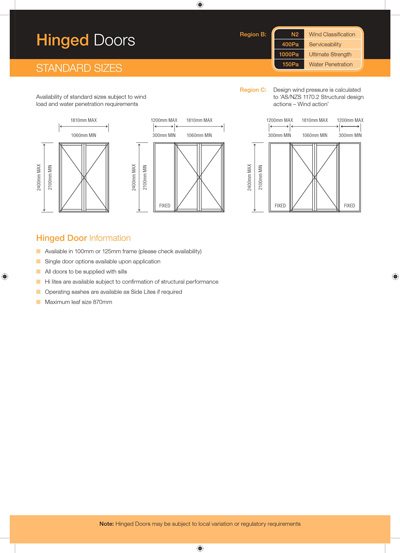 Hinged Doors
Region B:
N2 Wind Classification
400Pa Serviceability
1000Pa Ultimate Strength
150Pa Water Penetration
STANDARD SIZES
Availability of standard sizes subject to wind
load and water penetration requirements
Region C:
Design wind pressure is calculated
to 'AS/NZS 1170.2 Structural design
actions – Wind action'
1810mm MAX
1060mm MIN
2400mm MAX
2100mm MIN
1200mm MAX 1810mm MAX
300mm MIN 1060mm MIN
2400mm MAX
2100mm MIN
FIXED
1200mm MAX 1810mm MAX 1200mm MAX
300mm MIN 1060mm MIN 300mm MIN
2400mm MAX
2100mm MIN
FIXED FIXED
Hinged Door Information
Available in 100mm or 125mm frame (please check availability)
Single door options available upon application
All doors to be supplied with sills
Hi lites are available subject to confirmation of structural performance
Operating sashes are available as Side Lites if required
Maximum leaf size 870mm
Note: Hinged Doors may be subject to local variation or regulatory requirements